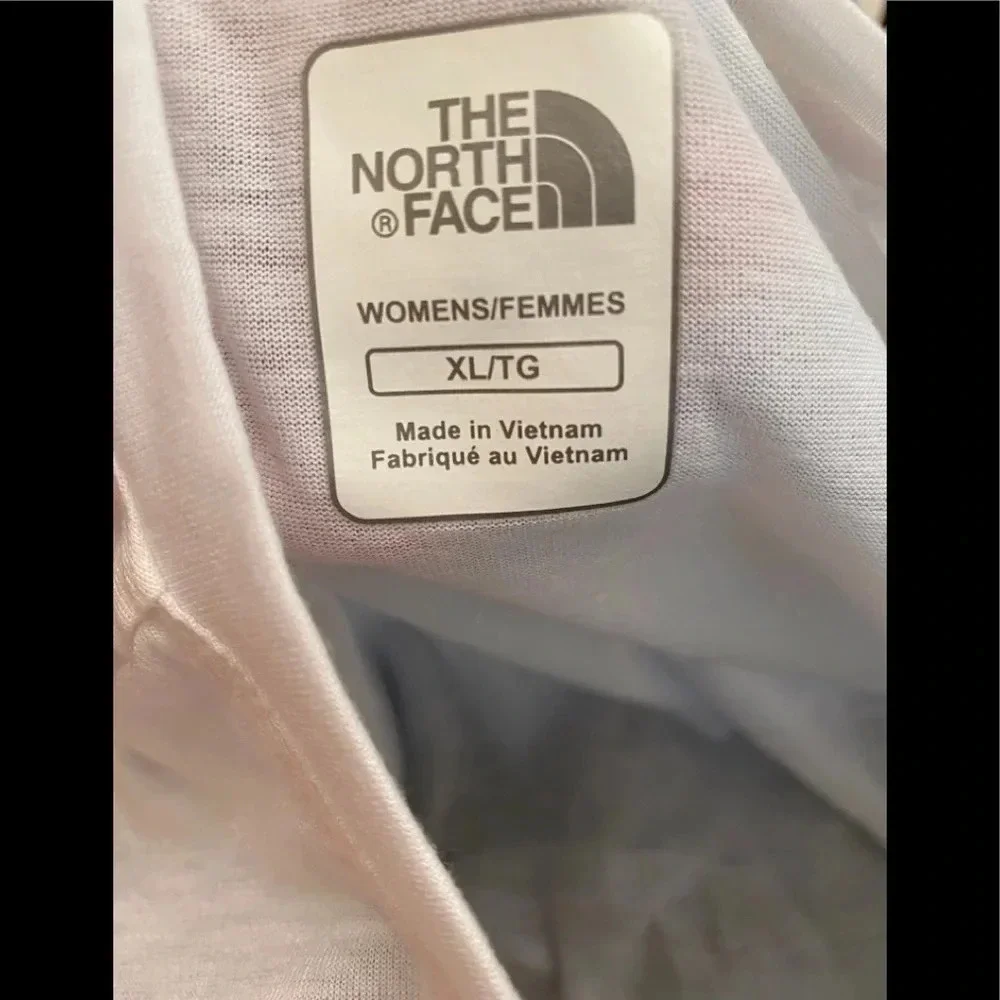 THE
NORTH
® FACE
WOMENS/FEMMES
XL/TG
Made in Vietnam
Fabriqué au Vietnam